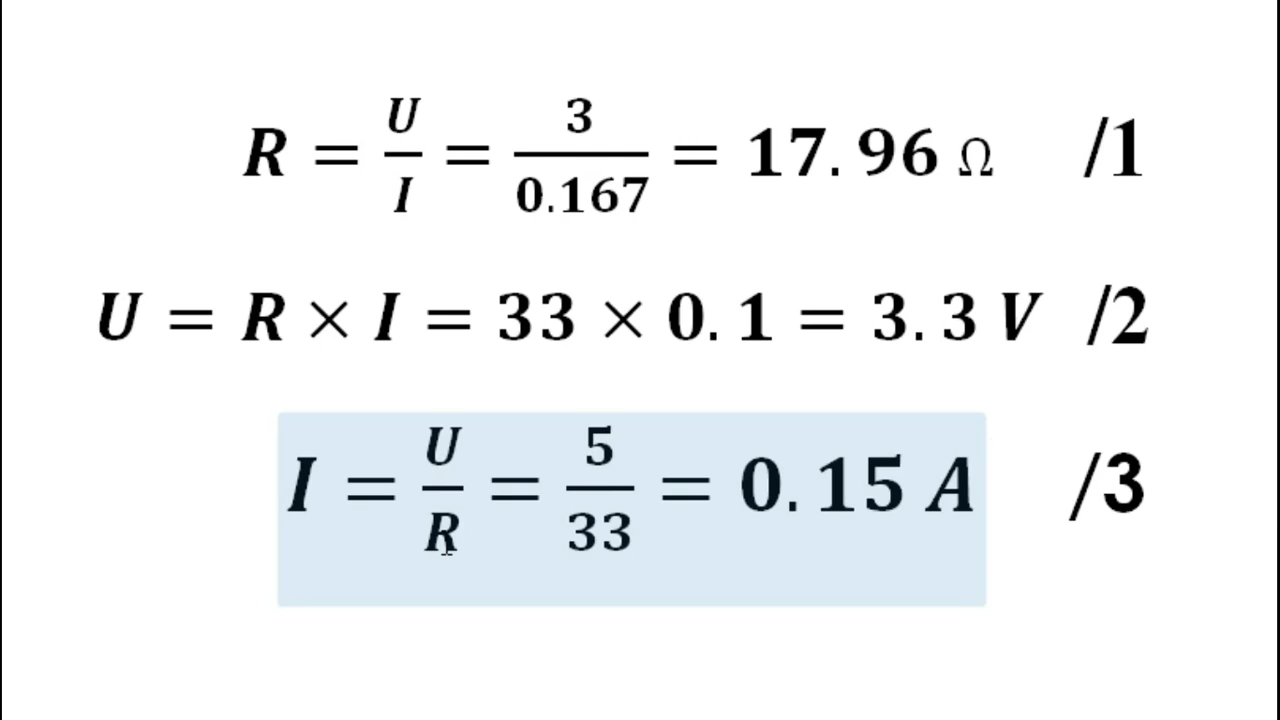 R = U/I = 3/0.167 = 17.96 Ω /1
U = R × I = 33 × 0.1 = 3.3 V /2
I = U/R = 5/33 = 0.15 A /3